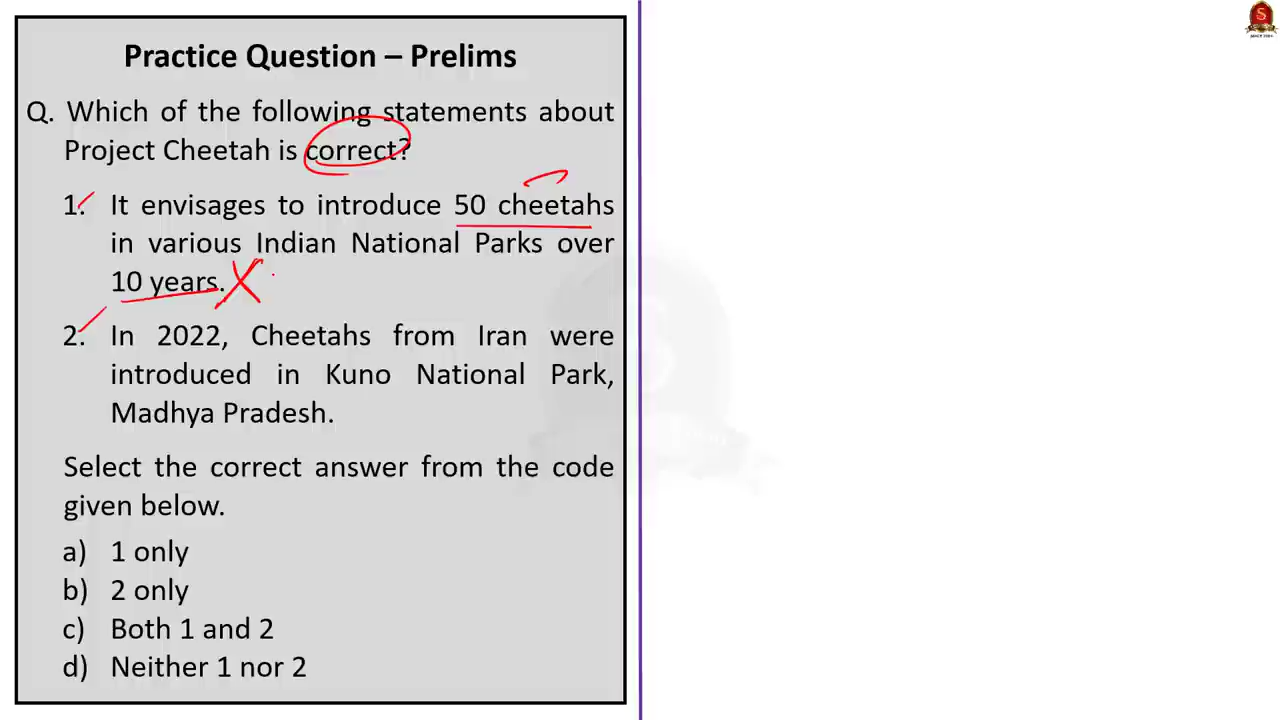 Practice Question – Prelims
Q. Which of the following statements about
Project Cheetah is correct?
1. It envisages to introduce 50 cheetahs
in various Indian National Parks over
10 years.
2. In 2022, Cheetahs from Iran were
introduced in Kuno National Park,
Madhya Pradesh.
Select the correct answer from the code
given below.
a) 1 only
b) 2 only
c) Both 1 and 2
d) Neither 1 nor 2